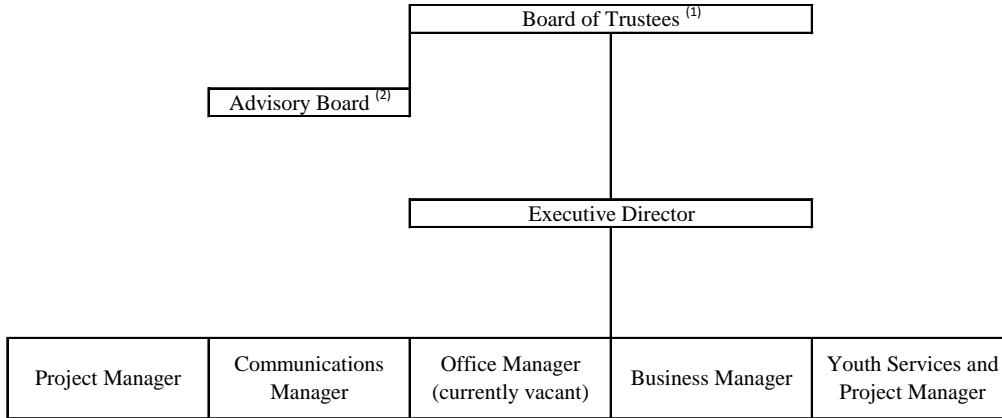 Board of Trustees (1)
Advisory Board (2)
Executive Director
Project Manager
Communications
Manager
Office Manager
(currently vacant)
Business Manager
Youth Services and
Project Manager